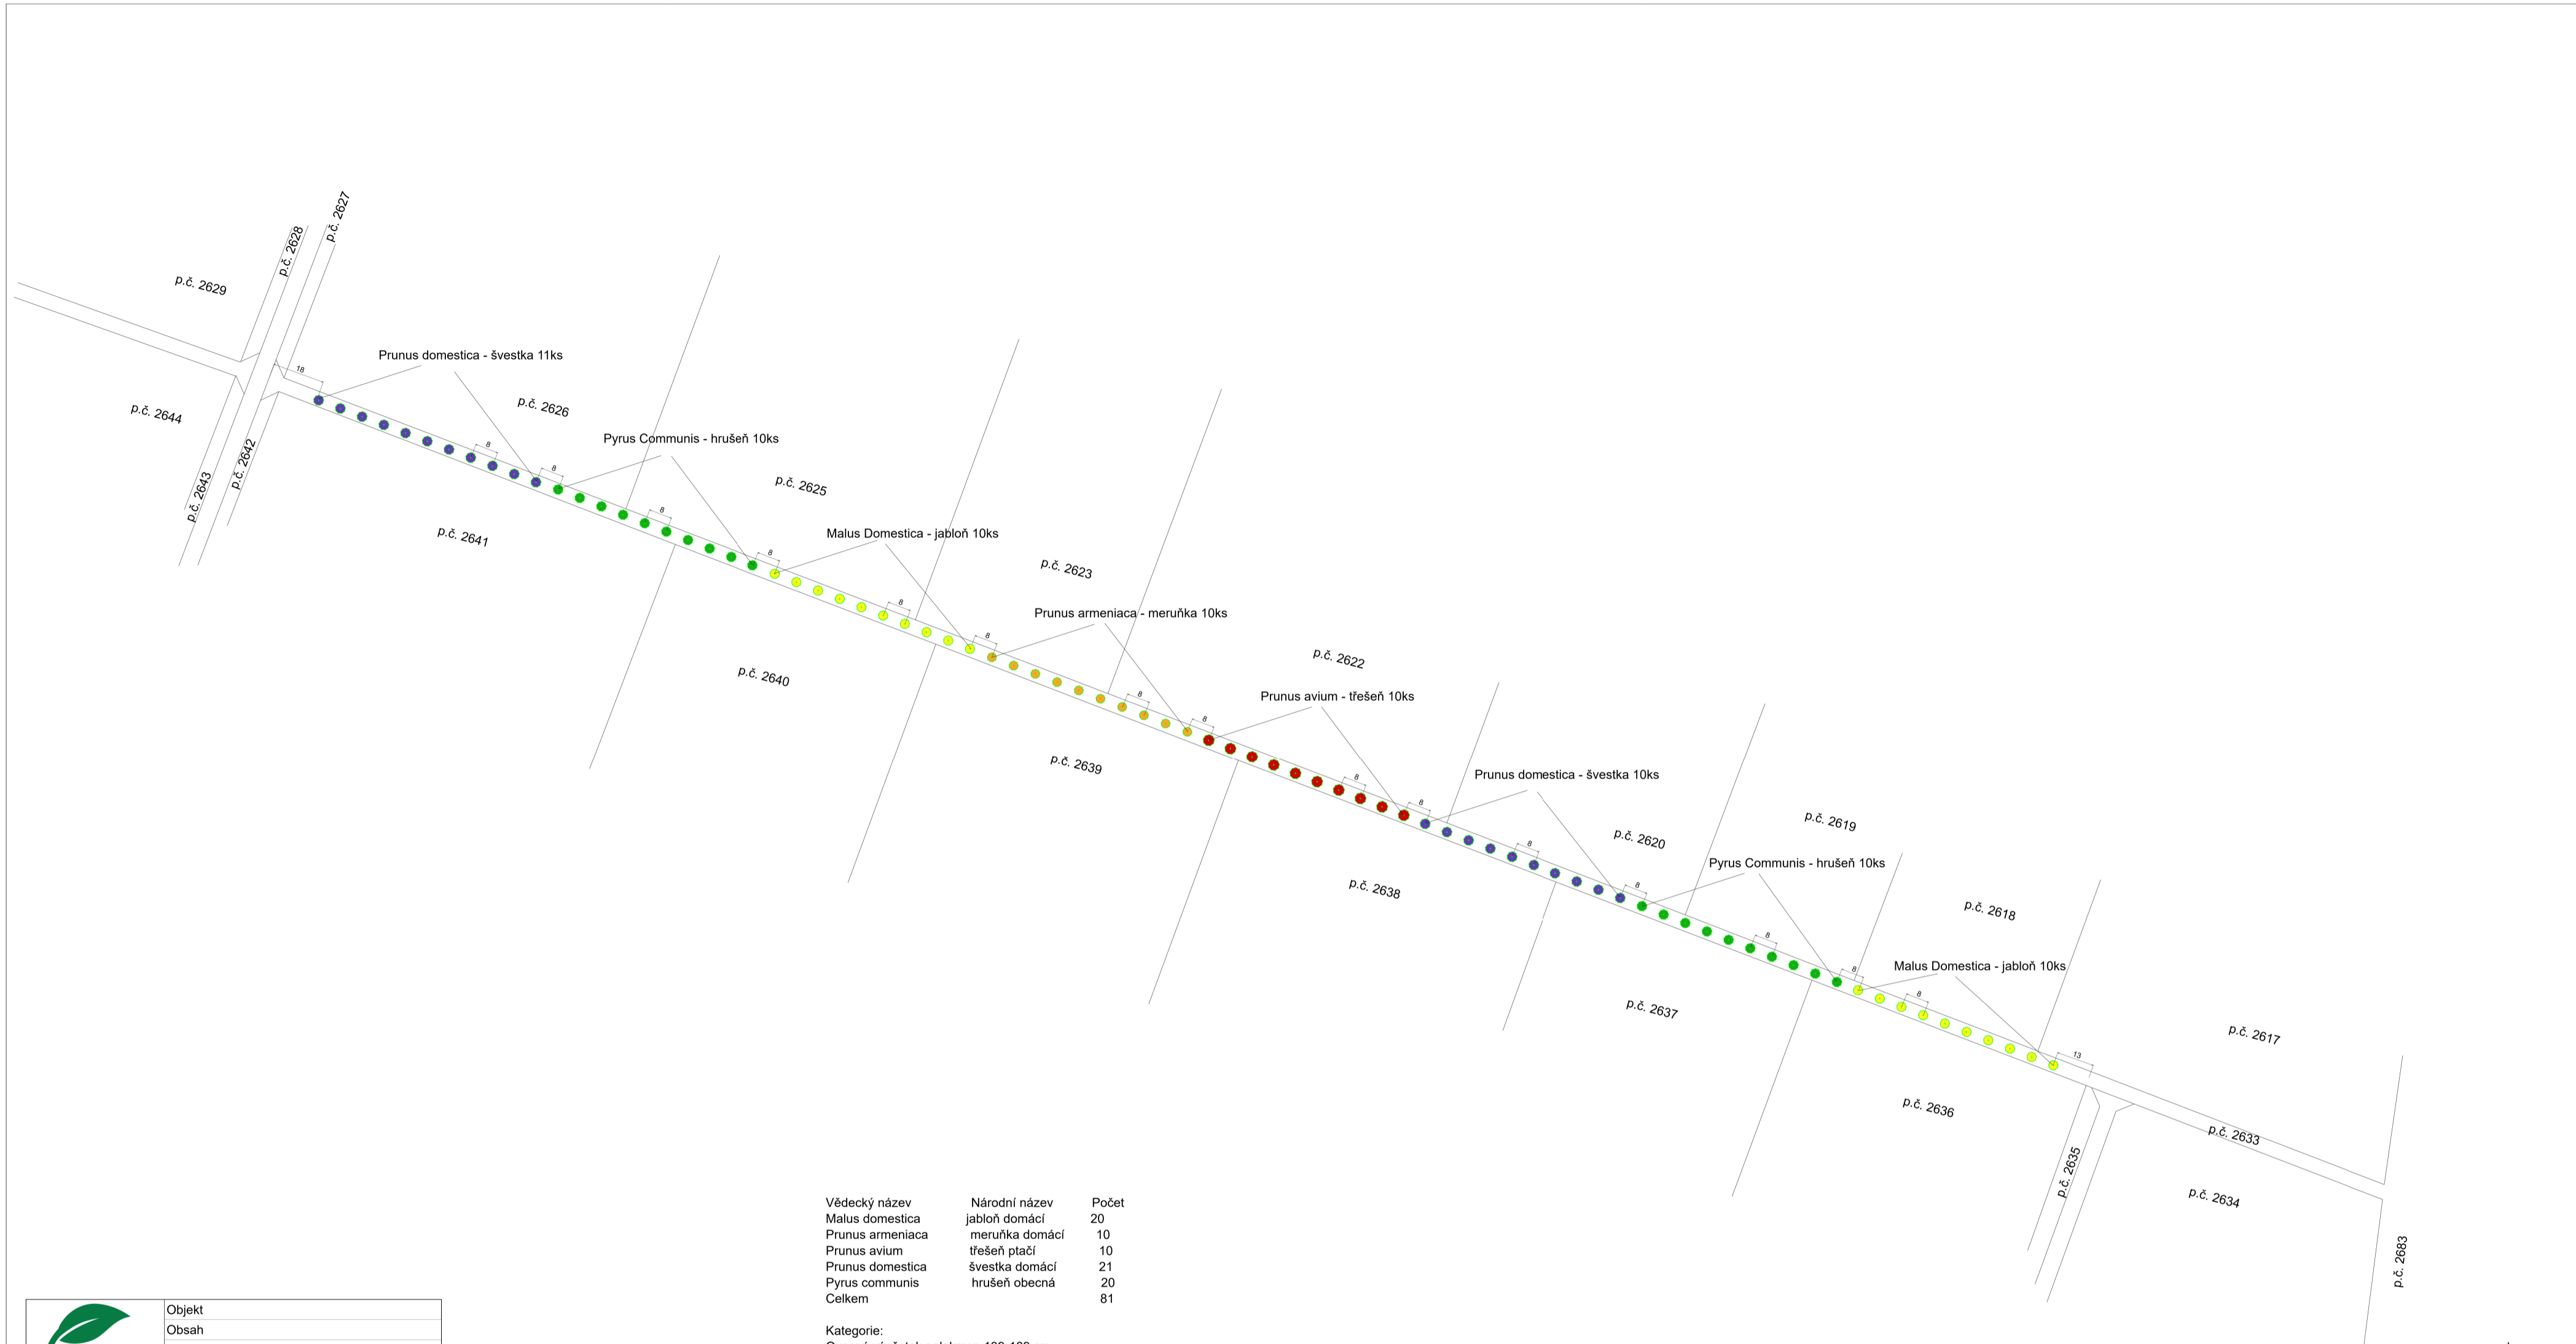 p.č. 2627
p.č. 2628
p.č. 2629
Prunus domestica - švestka 11ks
18
p.č. 2626
p.č. 2644
Pyrus Communis - hrušeň 10ks
8
p.č. 2642
8
p.č. 2643
p.č. 2625
8
p.č. 2641
Malus Domestica - jabloň 10ks
8
p.č. 2623
8
Prunus armeniaca - meruňka 10ks
8
p.č. 2622
p.č. 2640
8
Prunus avium - třešeň 10ks
8
p.č. 2639
8
Prunus domestica - švestka 10ks
8
p.č. 2619
p.č. 2620
8
Pyrus Communis - hrušeň 10ks
p.č. 2638
8
p.č. 2618
8
Malus Domestica - jabloň 10ks
8
8
p.č. 2637
p.č. 2617
13
p.č. 2636
p.č. 2633
p.č. 2635
p.č. 2634
p.č. 2683
Vědecký název Národní název Počet
Malus domestica jabloň domácí 20
Prunus armeniaca meruňka domácí 10
Prunus avium třešeň ptačí 10
Prunus domestica švestka domácí 21
Pyrus communis hrušeň obecná 20
Celkem 81
Kategorie:
Objekt
Obsah